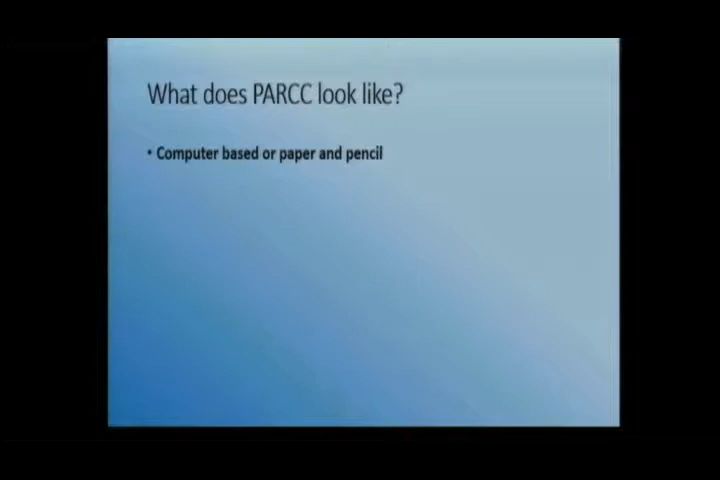 What does PARCC look like?
• Computer based or paper and pencil